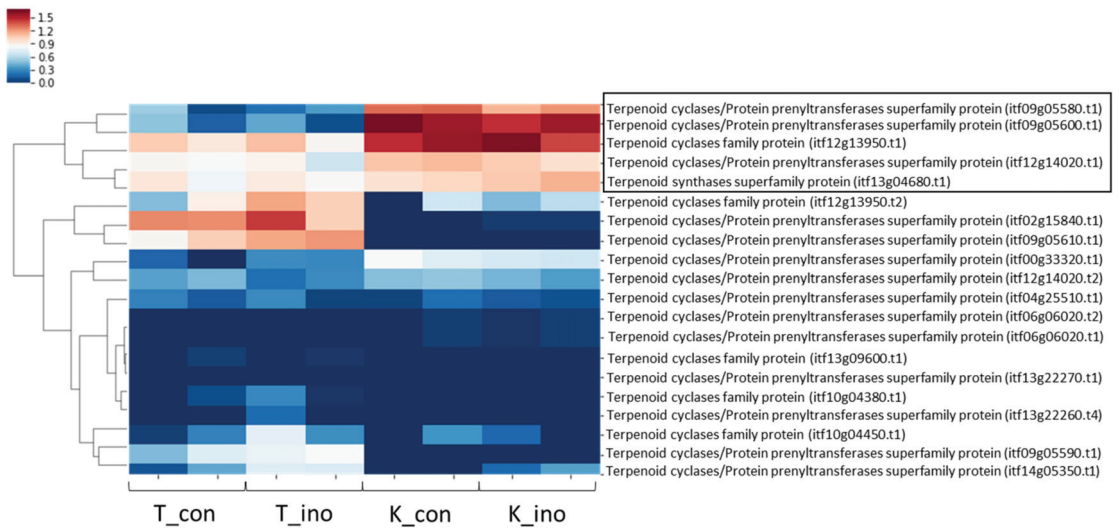 1.5
1.2
0.9
0.6
0.3
0.0
Terpenoid cyclases/Protein prenyltransferases superfamily protein (itf09g05580.t1)
Terpenoid cyclases/Protein prenyltransferases superfamily protein (itf09g05600.t1)
Terpenoid cyclases family protein (itf12g13950.t1)
Terpenoid cyclases/Protein prenyltransferases superfamily protein (itf12g14020.t1)
Terpenoid synthases superfamily protein (itf13g04680.t1)
Terpenoid cyclases family protein (itf12g13950.t2)
Terpenoid cyclases/Protein prenyltransferases superfamily protein (itf02g15840.t1)
Terpenoid cyclases/Protein prenyltransferases superfamily protein (itf09g05610.t1)
Terpenoid cyclases/Protein prenyltransferases superfamily protein (itf00g33320.t1)
Terpenoid cyclases/Protein prenyltransferases superfamily protein (itf12g14020.t2)
Terpenoid cyclases/Protein prenyltransferases superfamily protein (itf04g25510.t1)
Terpenoid cyclases/Protein prenyltransferases superfamily protein (itf06g06020.t2)
Terpenoid cyclases/Protein prenyltransferases superfamily protein (itf06g06020.t1)
Terpenoid cyclases family protein (itf13g09600.t1)
Terpenoid cyclases/Protein prenyltransferases superfamily protein (itf13g22270.t1)
Terpenoid cyclases family protein (itf10g04380.t1)
Terpenoid cyclases/Protein prenyltransferases superfamily protein (itf13g22260.t4)
Terpenoid cyclases family protein (itf10g04450.t1)
Terpenoid cyclases/Protein prenyltransferases superfamily protein (itf09g05590.t1)
Terpenoid cyclases/Protein prenyltransferases superfamily protein (itf14g05350.t1)
T_con T_ino K_con K_ino